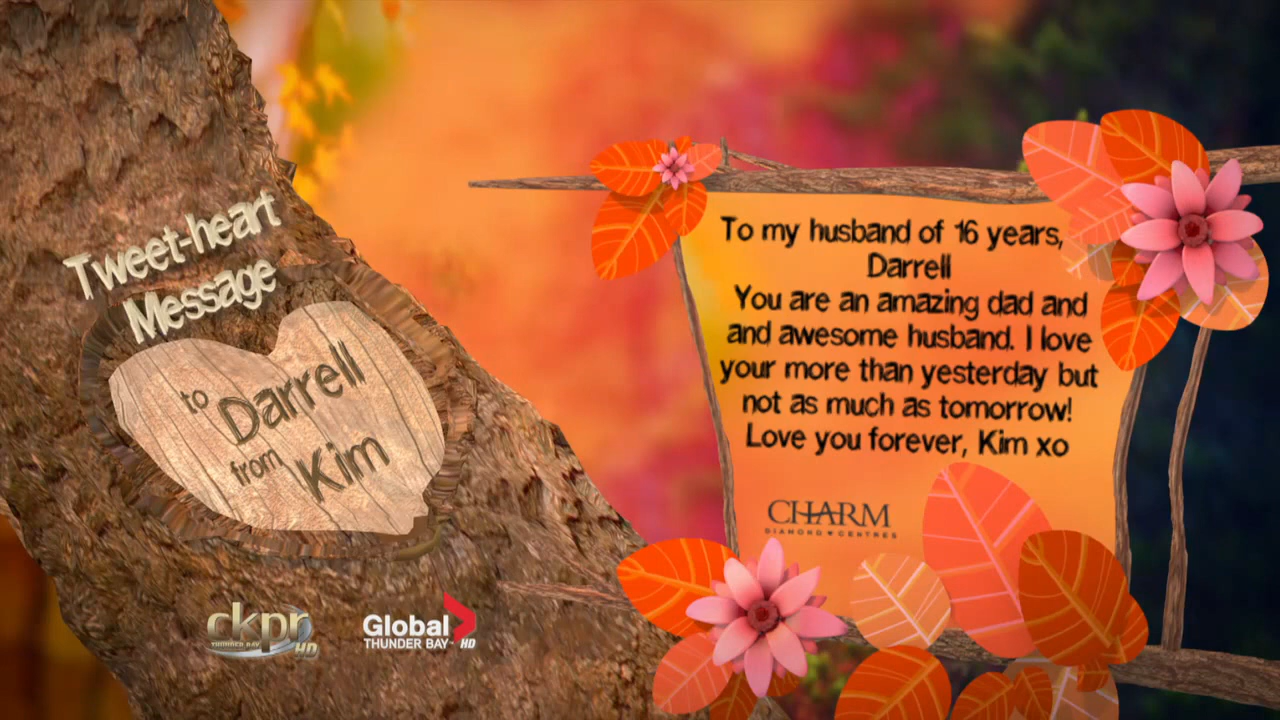 Tweet-heart
Message
to Darrell
from Kim
To my husband of 16 years,
Darrell
You are an amazing dad and
and awesome husband. I love
your more than yesterday but
not as much as tomorrow!
Love you forever, Kim xo
CHARM
DIAMOND CENTRES
ckpr
THUNDER BAY HD
Global
THUNDER BAY HD